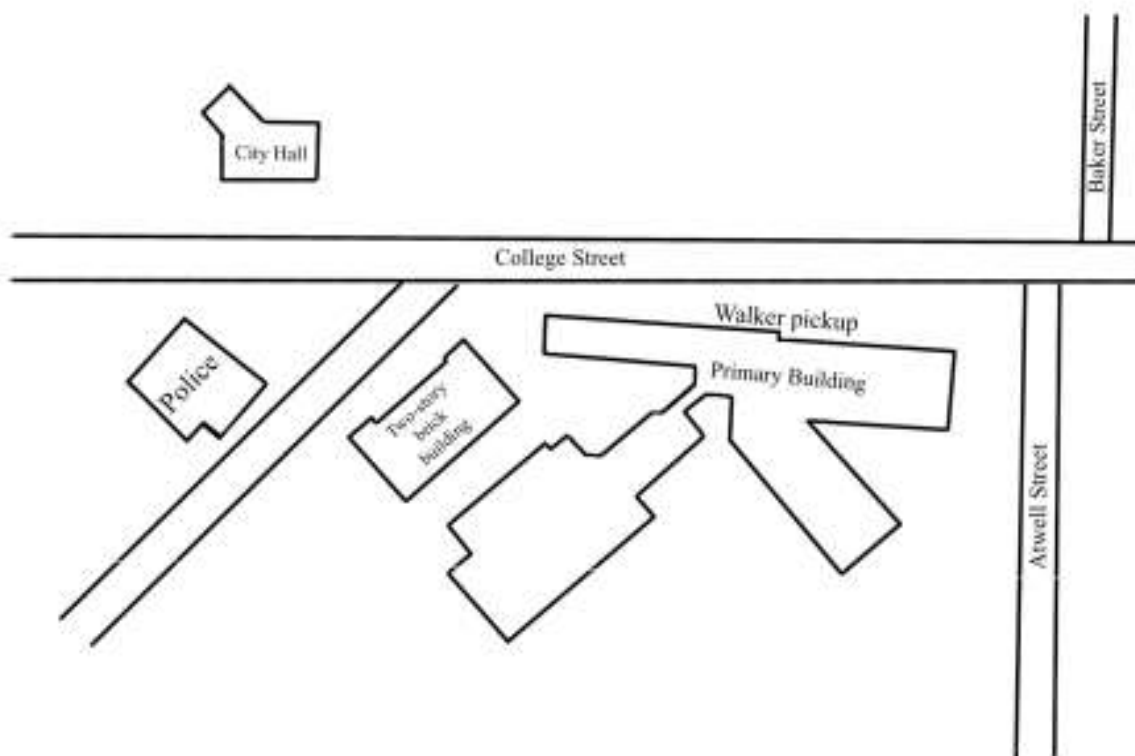 Baker Street
City Hall
College Street
Walker pickup
Police
Primary Building
Two-story
brick
building
Atwell Street